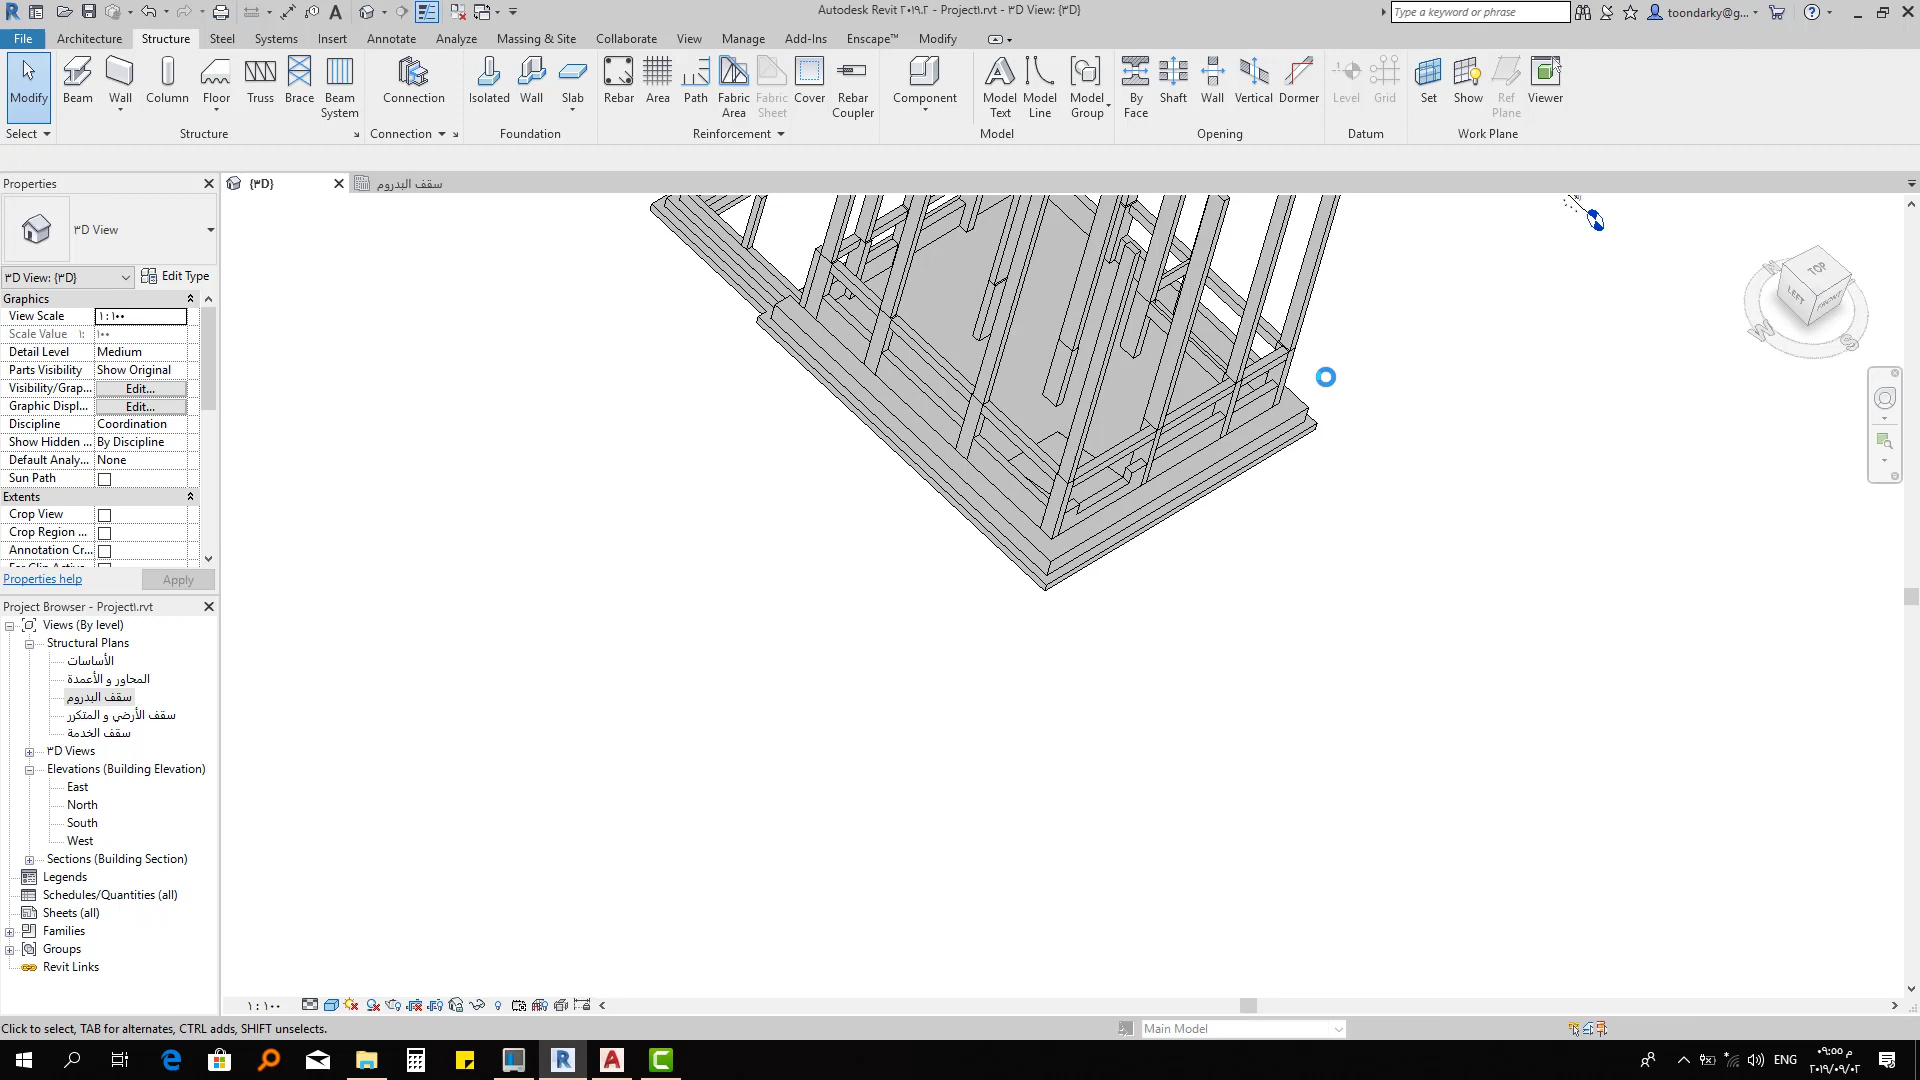 Autodesk Revit ٢٠١٩.٢ - Project١.rvt - ٣D View: {٣D}
Type a keyword or phrase
toondarky@g...
File Architecture Structure Steel Systems Insert Annotate Analyze Massing & Site Collaborate View Manage Add-Ins Enscape™ Modify
Modify Beam Wall Column Floor Truss Brace Beam System Connection Isolated Wall Slab Rebar Area Path Fabric Area Fabric Sheet Cover Rebar Coupler Component Model Text Model Line Model Group By Face Shaft Wall Vertical Dormer Level Grid Set Show Ref Plane Viewer
Select Structure Connection Foundation Reinforcement Model Opening Datum Work Plane
Properties
{٣D}
سقف البدروم
٣D View
٣D View: {٣D}
Edit Type
Graphics
View Scale ١ : ١٠٠
Scale Value ١: ١٠٠
Detail Level Medium
Parts Visibility Show Original
Visibility/Grap... Edit...
Graphic Displ... Edit...
Discipline Coordination
Show Hidden ... By Discipline
Default Analy... None
Sun Path
Extents
Crop View
Crop Region ...
Annotation Cr...
Properties help
Apply
TOP
LEFT
FRONT
N
W
S
Project Browser - Project١.rvt
Views (By level)
Structural Plans
الأساسات
المحاور و الأعمدة
سقف البدروم
سقف الأرضي و المتكرر
سقف الخدمة
٣D Views
Elevations (Building Elevation)
East
North
South
West
Sections (Building Section)
Legends
Schedules/Quantities (all)
Sheets (all)
Families
Groups
Revit Links
١ : ١٠٠
Click to select, TAB for alternates, CTRL adds, SHIFT unselects.
Main Model
ENG
٠٩:٥٥ م
٢٠١٩/٠٩/٠٢